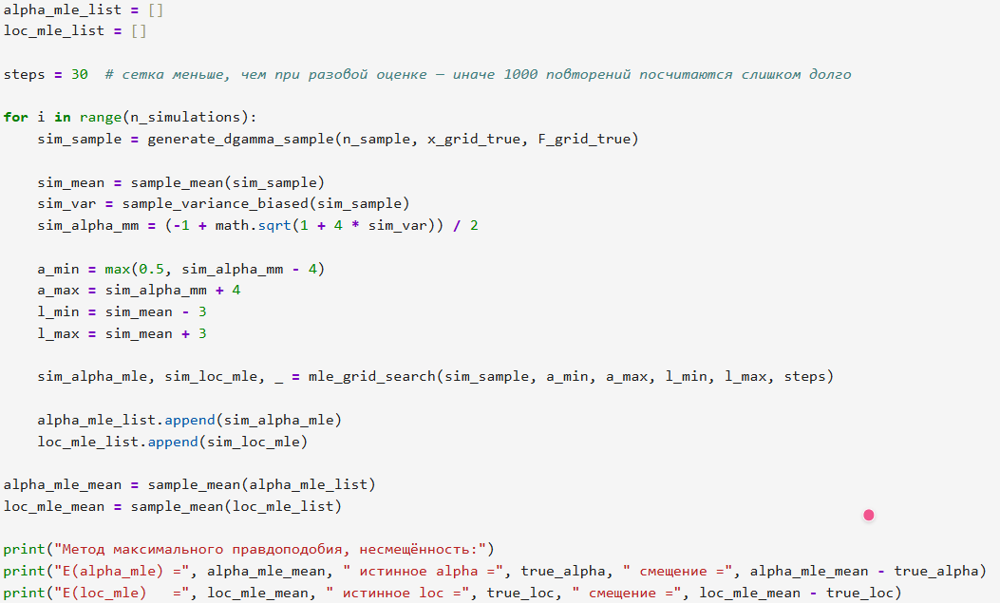 alpha_mle_list = []
loc_mle_list = []
steps = 30  # сетка меньше, чем при разовой оценке — иначе 1000 повторений посчитаются слишком долго
for i in range(n_simulations):
    sim_sample = generate_dgamma_sample(n_sample, x_grid_true, F_grid_true)
    sim_mean = sample_mean(sim_sample)
    sim_var = sample_variance_biased(sim_sample)
    sim_alpha_mm = (-1 + math.sqrt(1 + 4 * sim_var)) / 2
    a_min = max(0.5, sim_alpha_mm - 4)
    a_max = sim_alpha_mm + 4
    l_min = sim_mean - 3
    l_max = sim_mean + 3
    sim_alpha_mle, sim_loc_mle, _ = mle_grid_search(sim_sample, a_min, a_max, l_min, l_max, steps)
    alpha_mle_list.append(sim_alpha_mle)
    loc_mle_list.append(sim_loc_mle)
alpha_mle_mean = sample_mean(alpha_mle_list)
loc_mle_mean = sample_mean(loc_mle_list)
print("Метод максимального правдоподобия, несмещённость:")
print("E(alpha_mle) =", alpha_mle_mean, " истинное alpha =", true_alpha, " смещение =", alpha_mle_mean - true_alpha)
print("E(loc_mle)   =", loc_mle_mean, " истинное loc =", true_loc, " смещение =", loc_mle_mean - true_loc)